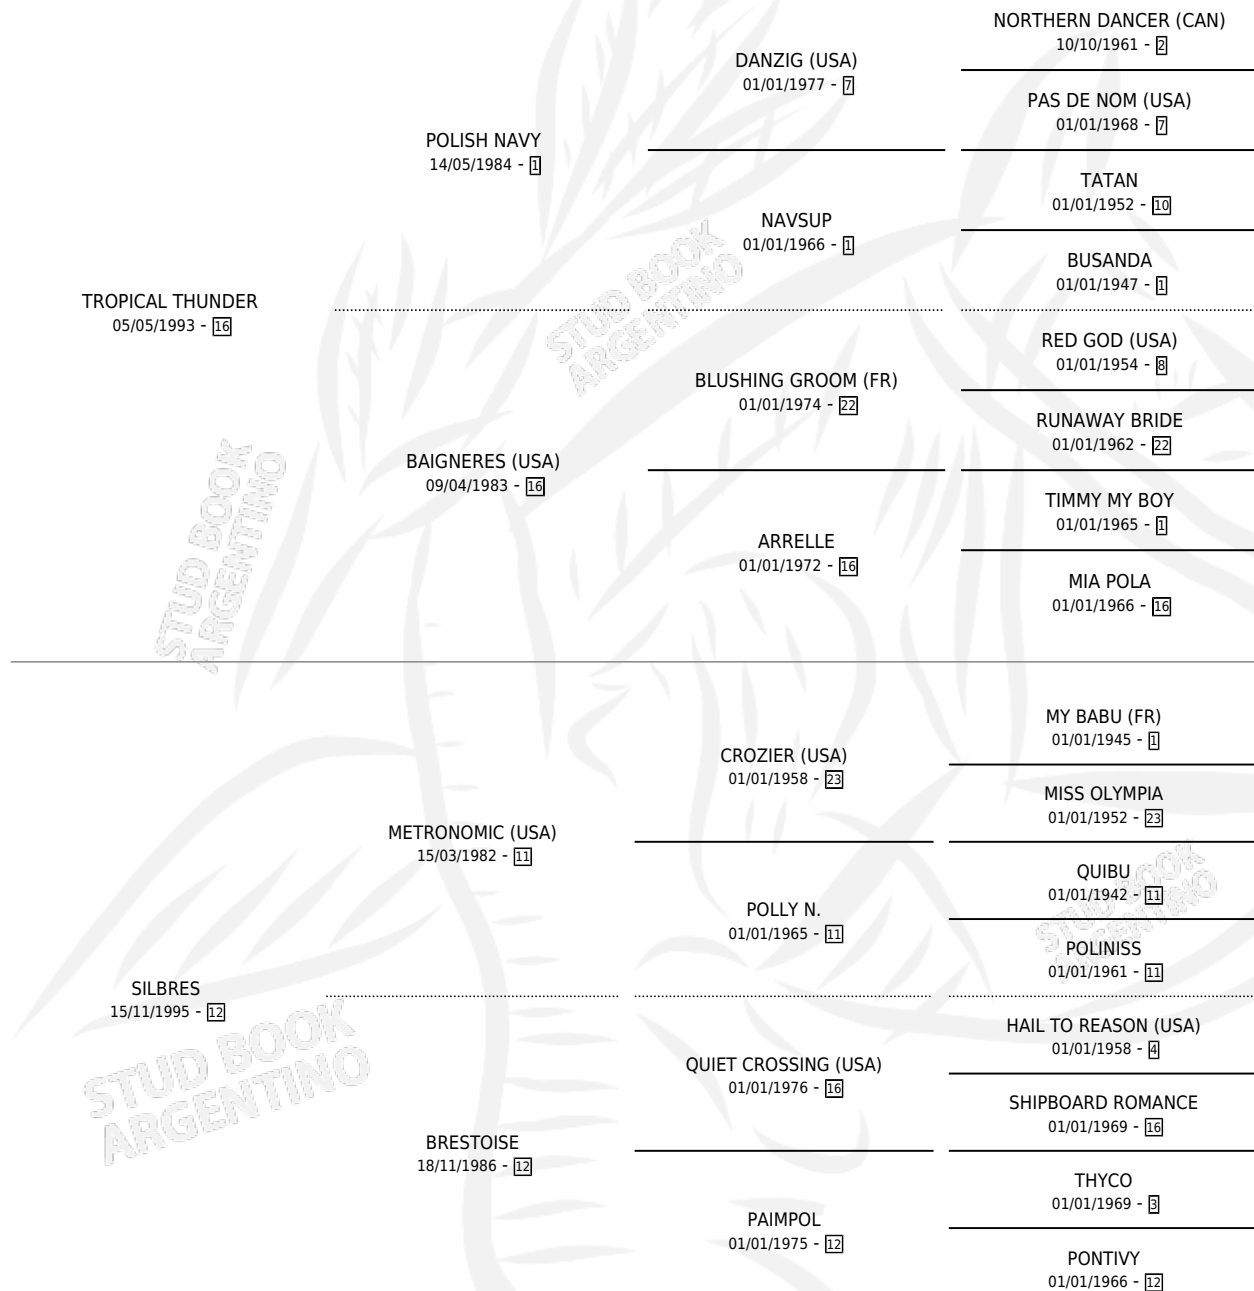 NORTHERN DANCER (CAN)
10/10/1961 - 2
DANZIG (USA)
01/01/1977 - 7
PAS DE NOM (USA)
01/01/1968 - 7
POLISH NAVY
14/05/1984 - 1
TATAN
01/01/1952 - 10
NAVSUP
01/01/1966 - 1
BUSANDA
01/01/1947 - 1
TROPICAL THUNDER
05/05/1993 - 16
RED GOD (USA)
01/01/1954 - 8
BLUSHING GROOM (FR)
01/01/1974 - 22
RUNAWAY BRIDE
01/01/1962 - 22
BAIGNERES (USA)
09/04/1983 - 16
TIMMY MY BOY
01/01/1965 - 1
ARRELLE
01/01/1972 - 16
MIA POLA
01/01/1966 - 16
MY BABU (FR)
01/01/1945 - 1
CROZIER (USA)
01/01/1958 - 23
MISS OLYMPIA
01/01/1952 - 23
METRONOMIC (USA)
15/03/1982 - 11
QUIBU
01/01/1942 - 11
POLLY N.
01/01/1965 - 11
POLINISS
01/01/1961 - 11
SILBRES
15/11/1995 - 12
HAIL TO REASON (USA)
01/01/1958 - 4
QUIET CROSSING (USA)
01/01/1976 - 16
SHIPBOARD ROMANCE
01/01/1969 - 16
BRESTOISE
18/11/1986 - 12
THYCO
01/01/1969 - 3
PAIMPOL
01/01/1975 - 12
PONTIVY
01/01/1966 - 12
STUD BOOK
ARGENTINO
STUD BOOK
ARGENTINO
STUD BOOK
ARGENTINO
STUD BOOK
ARGENTINO